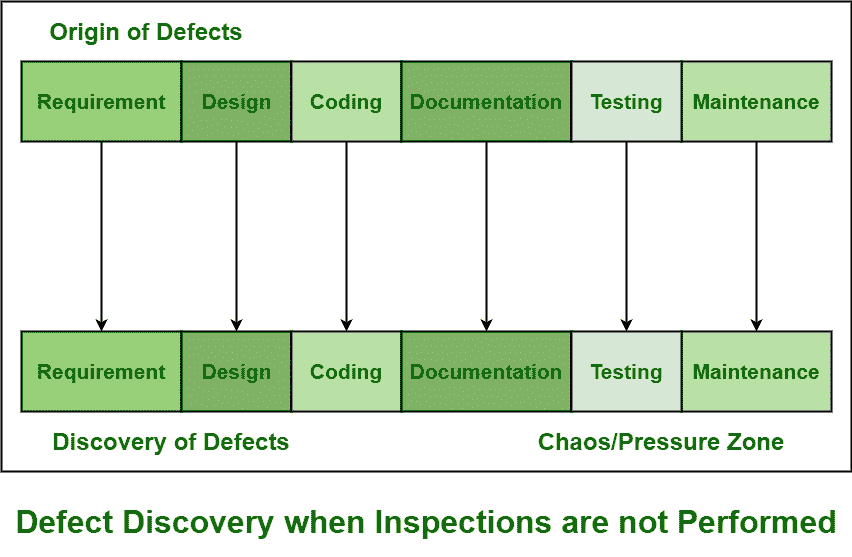 Origin of Defects
Requirement Design Coding Documentation Testing Maintenance
Requirement Design Coding Documentation Testing Maintenance
Discovery of Defects Chaos/Pressure Zone
Defect Discovery when Inspections are not Performed